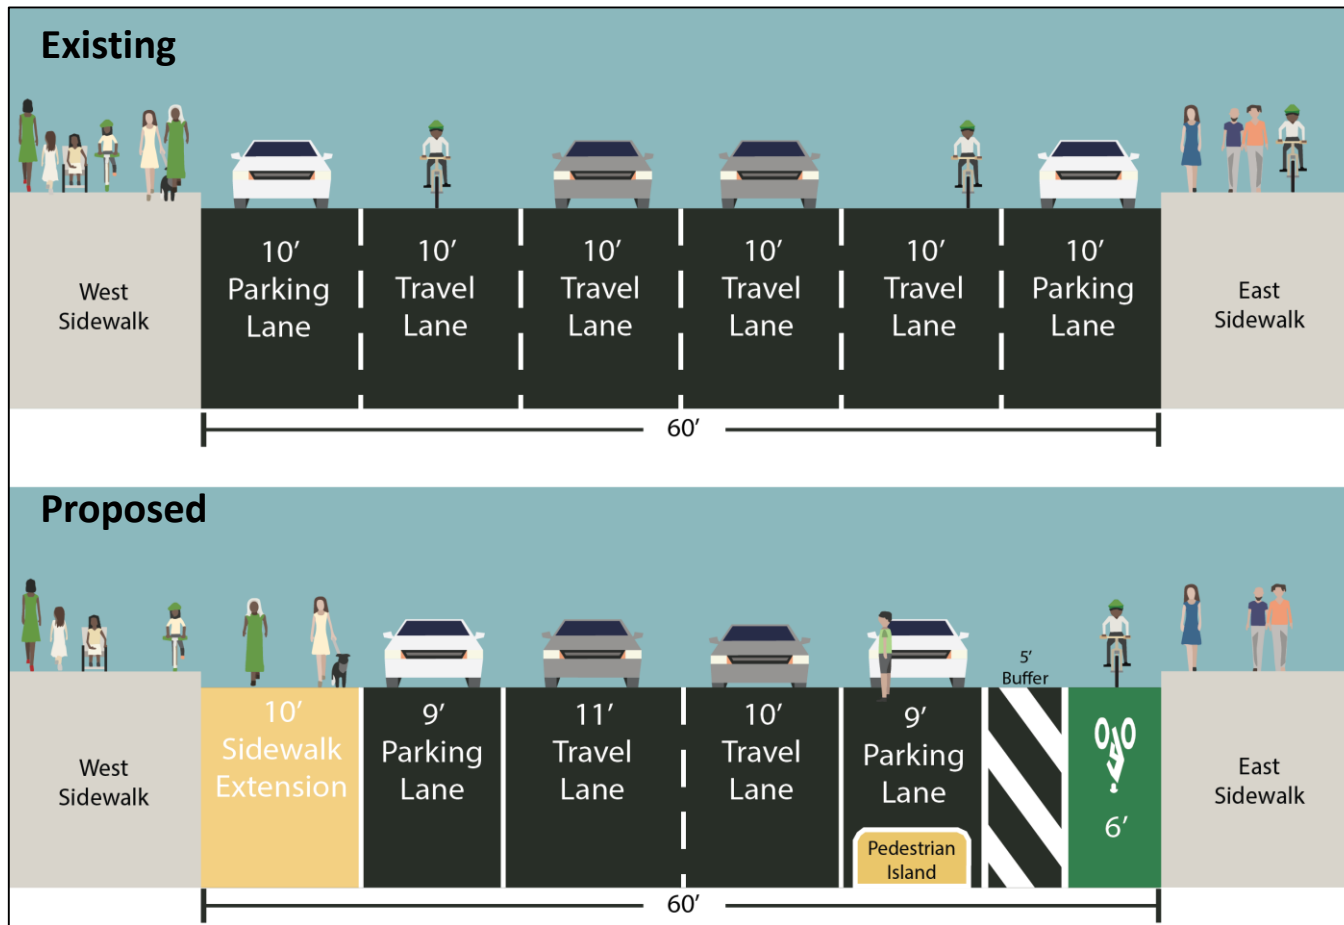 Existing
West
Sidewalk
10’
Parking
Lane
10’
Travel
Lane
10’
Travel
Lane
10’
Travel
Lane
10’
Travel
Lane
10’
Parking
Lane
East
Sidewalk
60’
Proposed
West
Sidewalk
10’
Sidewalk
Extension
9’
Parking
Lane
11’
Travel
Lane
10’
Travel
Lane
9’
Parking
Lane
Pedestrian
Island
5’
Buffer
6’
East
Sidewalk
60’